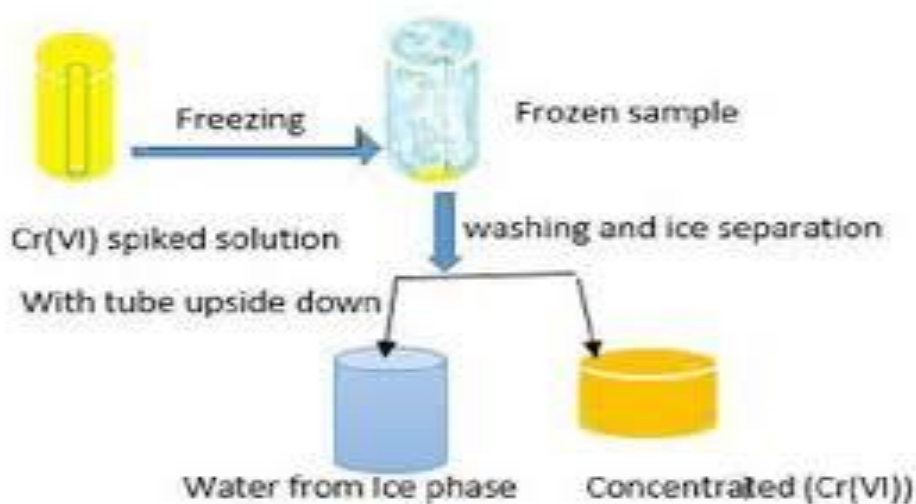 Freezing
Frozen sample
Cr(VI) spiked solution
washing and ice separation
With tube upside down
Water from Ice phase
Concentrated (Cr(VI))